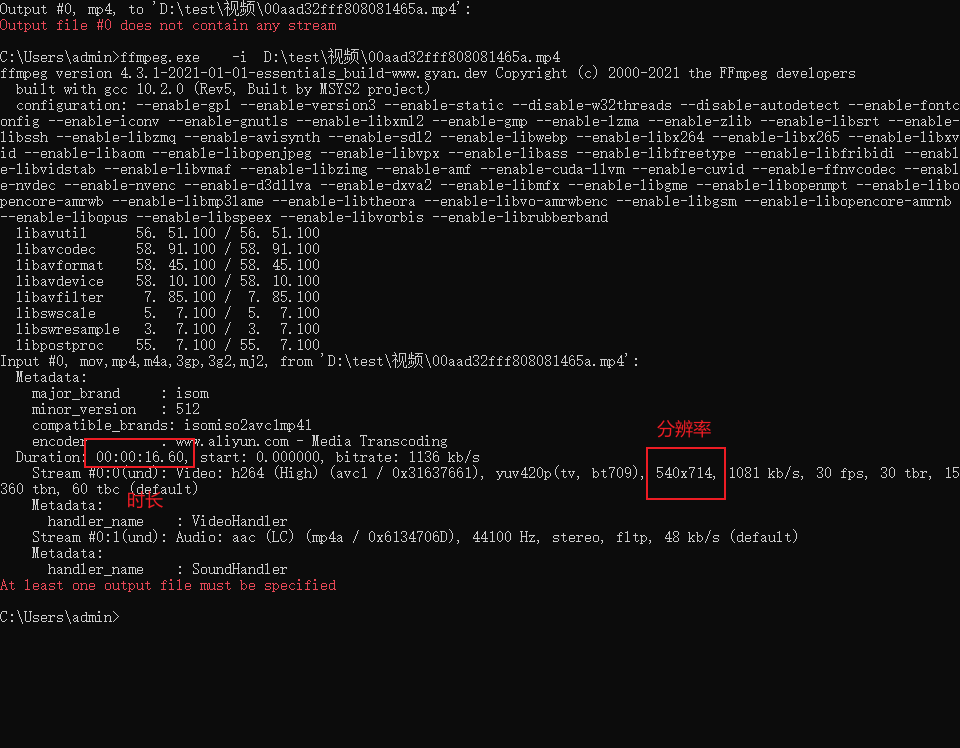 Output #0, mp4, to 'D:\test\视频\00aad32fff808081465a.mp4':
Output file #0 does not contain any stream
C:\Users\admin>ffmpeg.exe    -i  D:\test\视频\00aad32fff808081465a.mp4
ffmpeg version 4.3.1-2021-01-01-essentials_build-www.gyan.dev Copyright (c) 2000-2021 the FFmpeg developers
  built with gcc 10.2.0 (Rev5, Built by MSYS2 project)
  configuration: --enable-gpl --enable-version3 --enable-static --disable-w32threads --disable-autodetect --enable-fontc
onfig --enable-iconv --enable-gnutls --enable-libxml2 --enable-gmp --enable-lzma --enable-zlib --enable-libsrt --enable-
libssh --enable-libzmq --enable-avisynth --enable-sdl2 --enable-libwebp --enable-libx264 --enable-libx265 --enable-libxv
id --enable-libaom --enable-libopenjpeg --enable-libvpx --enable-libass --enable-libfreetype --enable-libfribidi --enabl
e-libvidstab --enable-libvmaf --enable-libzimg --enable-amf --enable-cuda-llvm --enable-cuvid --enable-ffnvcodec --enabl
e-nvdec --enable-nvenc --enable-d3d11va --enable-dxva2 --enable-libmfx --enable-libgme --enable-libopenmpt --enable-libo
pencore-amrwb --enable-libmp3lame --enable-libtheora --enable-libvo-amrwbenc --enable-libgsm --enable-libopencore-amrnb
--enable-libopus --enable-libspeex --enable-libvorbis --enable-librubberband
  libavutil      56. 51.100 / 56. 51.100
  libavcodec     58. 91.100 / 58. 91.100
  libavformat    58. 45.100 / 58. 45.100
  libavdevice    58. 10.100 / 58. 10.100
  libavfilter     7. 85.100 /  7. 85.100
  libswscale      5.  7.100 /  5.  7.100
  libswresample   3.  7.100 /  3.  7.100
  libpostproc    55.  7.100 / 55.  7.100
Input #0, mov,mp4,m4a,3gp,3g2,mj2, from 'D:\test\视频\00aad32fff808081465a.mp4':
  Metadata:
    major_brand     : isom
    minor_version   : 512
    compatible_brands: isomiso2avc1mp41
分辨率
    encoder         : www.aliyun.com - Media Transcoding
  Duration: 00:00:16.60, start: 0.000000, bitrate: 1136 kb/s
    Stream #0:0(und): Video: h264 (High) (avc1 / 0x31637661), yuv420p(tv, bt709), 540x714, 1081 kb/s, 30 fps, 30 tbr, 15
360 tbn, 60 tbc (default)
时长
    Metadata:
      handler_name    : VideoHandler
    Stream #0:1(und): Audio: aac (LC) (mp4a / 0x6134706D), 44100 Hz, stereo, fltp, 48 kb/s (default)
    Metadata:
      handler_name    : SoundHandler
At least one output file must be specified
C:\Users\admin>